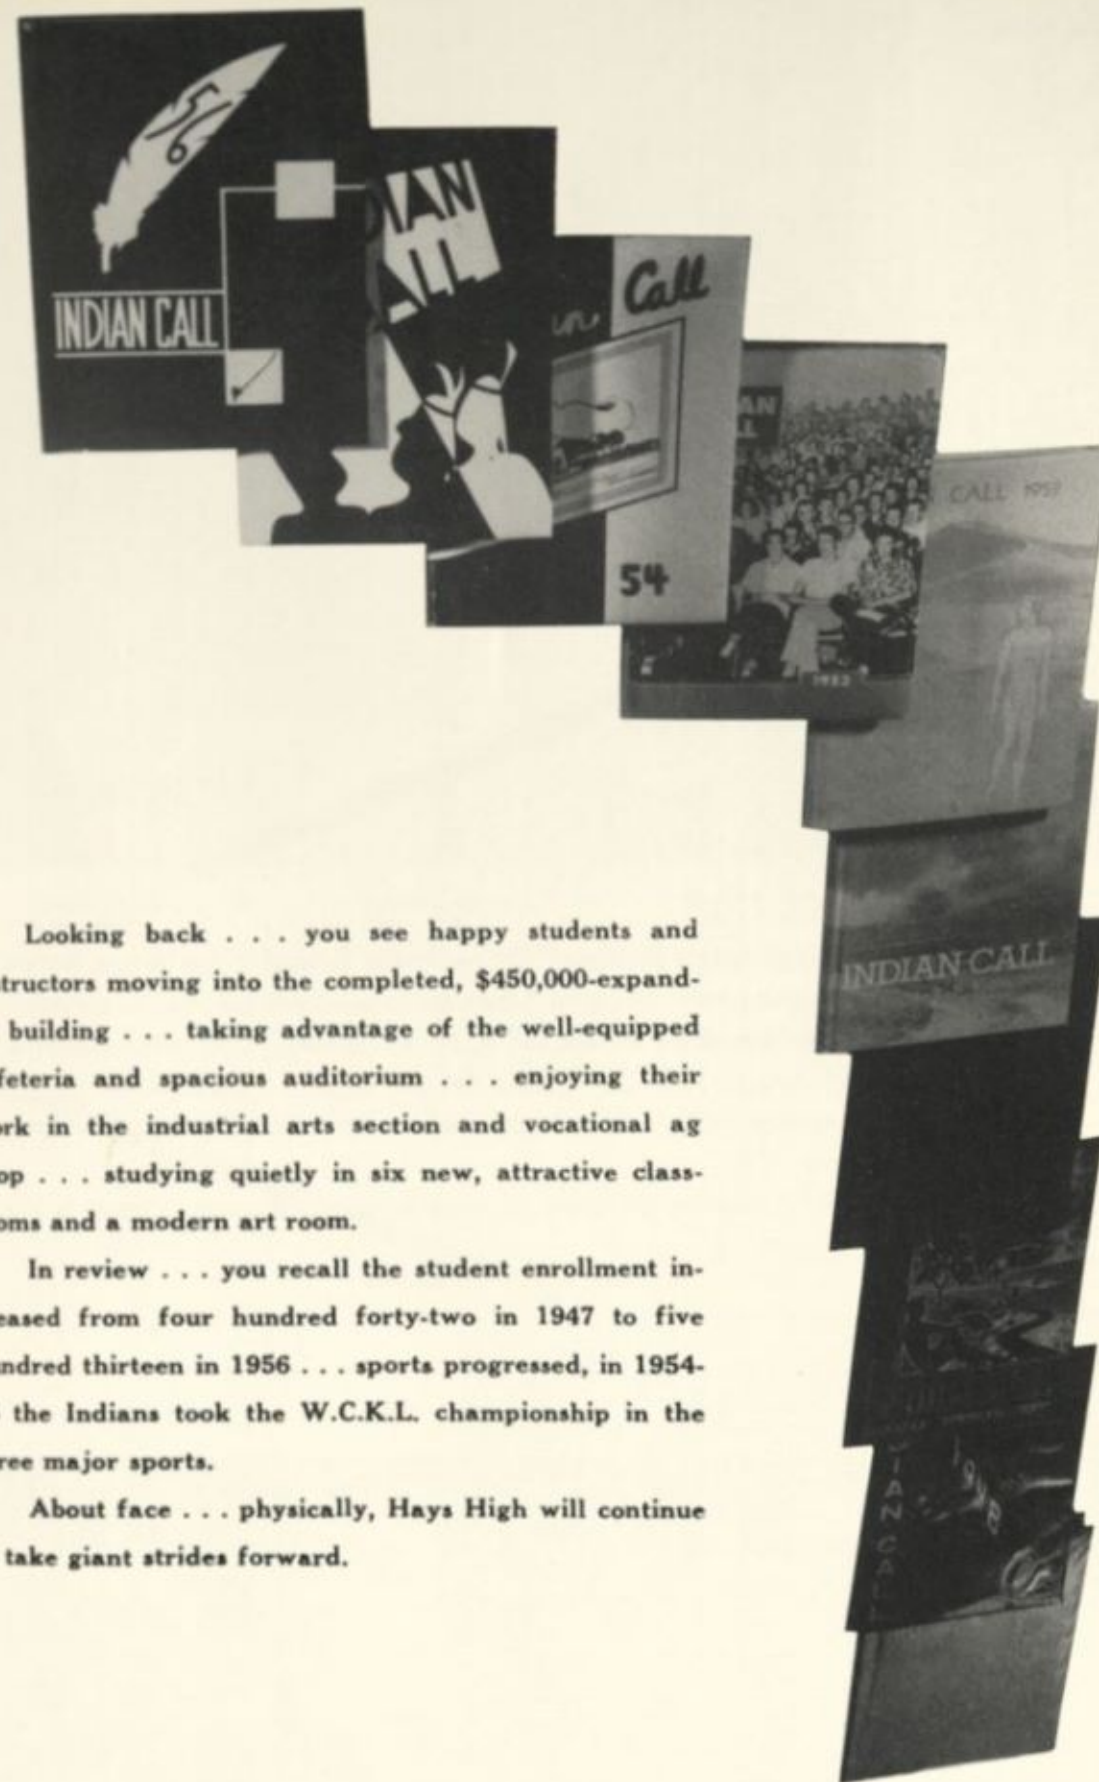 56
INDIAN CALL
IAN
ALL
Call
54
AN
1953
CALL 195
INDIAN CALL
1948
IAN CALL
Looking back . . . you see happy students and
tructors moving into the completed, $450,000-expand-
building . . . taking advantage of the well-equipped
feteria and spacious auditorium . . . enjoying their
rk in the industrial arts section and vocational ag
op . . . studying quietly in six new, attractive class-
oms and a modern art room.
In review . . . you recall the student enrollment in-
eased from four hundred forty-two in 1947 to five
ndred thirteen in 1956 . . . sports progressed, in 1954-
the Indians took the W.C.K.L. championship in the
ree major sports.
About face . . . physically, Hays High will continue
take giant strides forward.